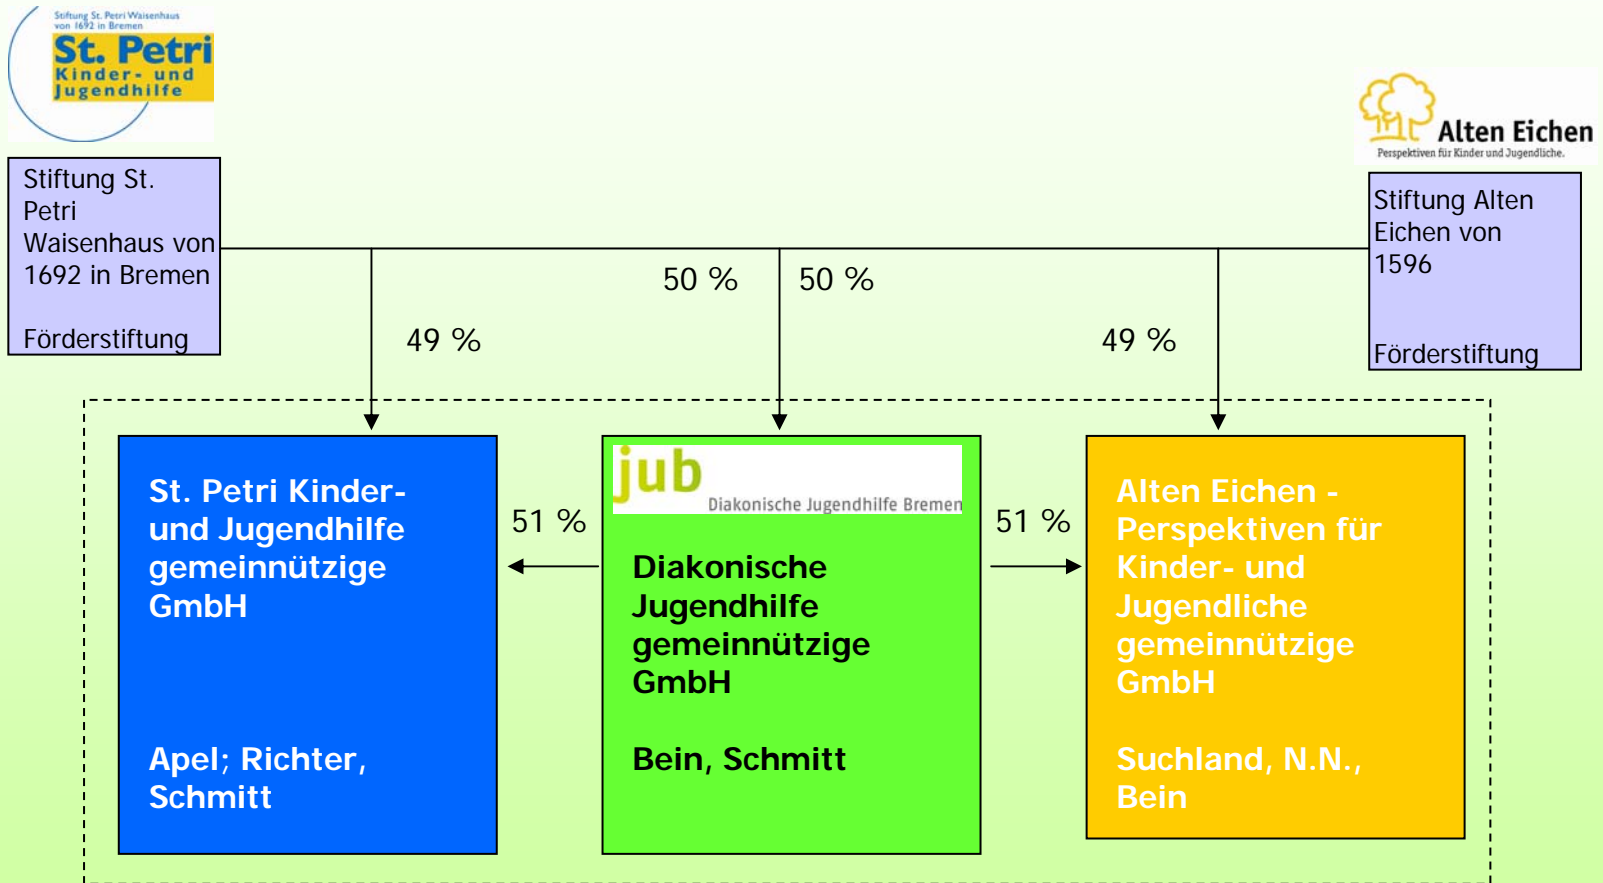 Stiftung St. Petri Waisenhaus
von 1692 in Bremen
St. Petri
Kinder- und
Jugendhilfe
Alten Eichen
Perspektiven für Kinder und Jugendliche.
Stiftung St.
Petri
Waisenhaus von
1692 in Bremen
Förderstiftung
Stiftung Alten
Eichen von
1596
Förderstiftung
50 %
50 %
49 %
49 %
St. Petri Kinder-
und Jugendhilfe
gemeinnützige
GmbH
Apel; Richter,
Schmitt
51 %
jub
Diakonische Jugendhilfe Bremen
Diakonische
Jugendhilfe
gemeinnützige
GmbH
Bein, Schmitt
51 %
Alten Eichen -
Perspektiven für
Kinder- und
Jugendliche
gemeinnützige
GmbH
Suchland, N.N.,
Bein